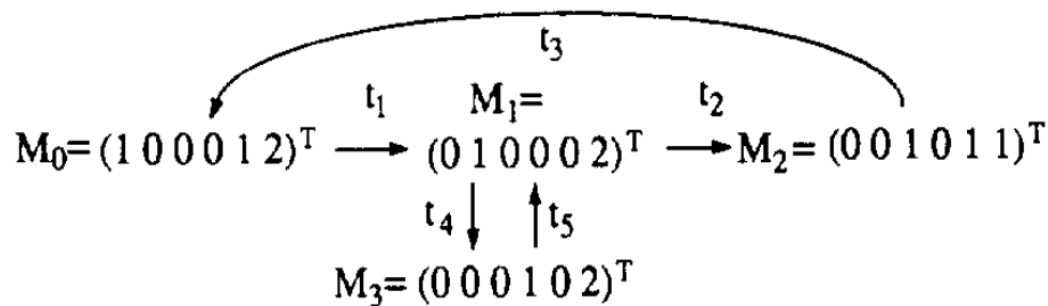 t₃
t₁ M₁= t₂
M₀= (1 0 0 0 1 2)ᵀ (0 1 0 0 0 2)ᵀ M₂= (0 0 1 0 1 1)ᵀ
t₄ t₅
M₃= (0 0 0 1 0 2)ᵀ